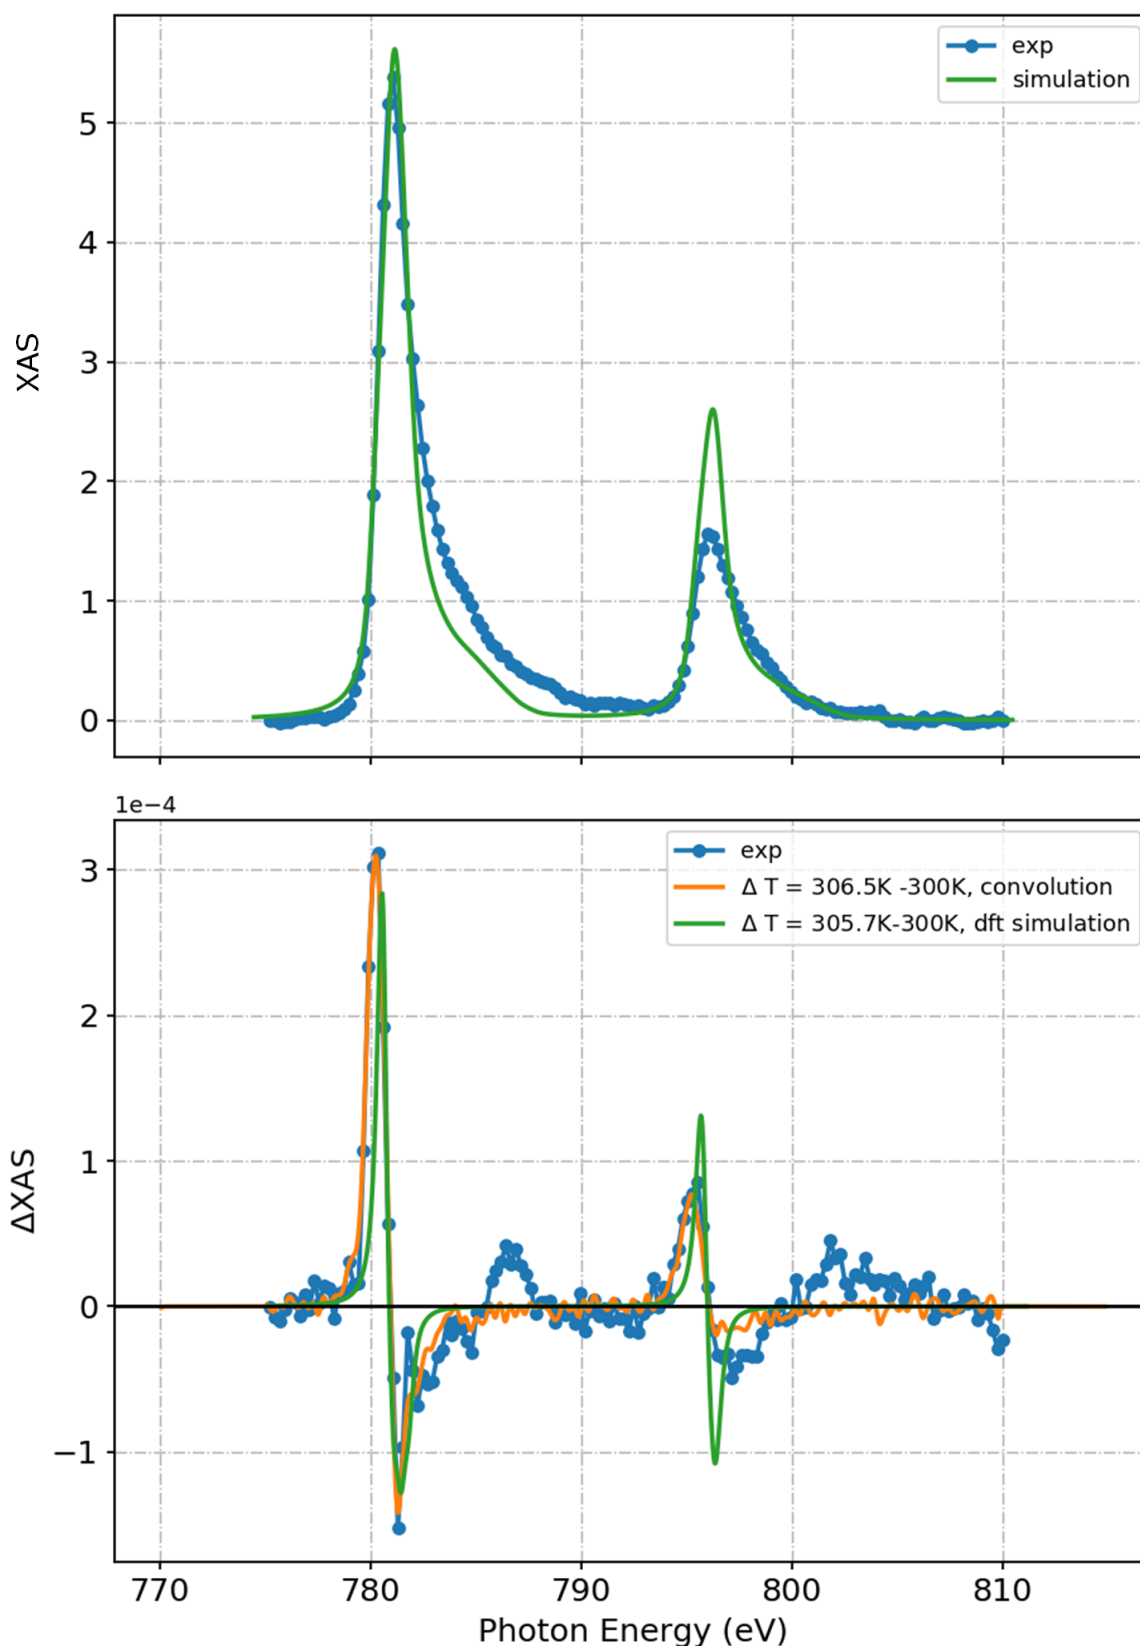 exp
simulation
5
4
3
2
1
0
XAS
1e−4
exp
Δ T = 306.5K -300K, convolution
Δ T = 305.7K-300K, dft simulation
3
2
1
0
−1
ΔXAS
770 780 790 800 810
Photon Energy (eV)